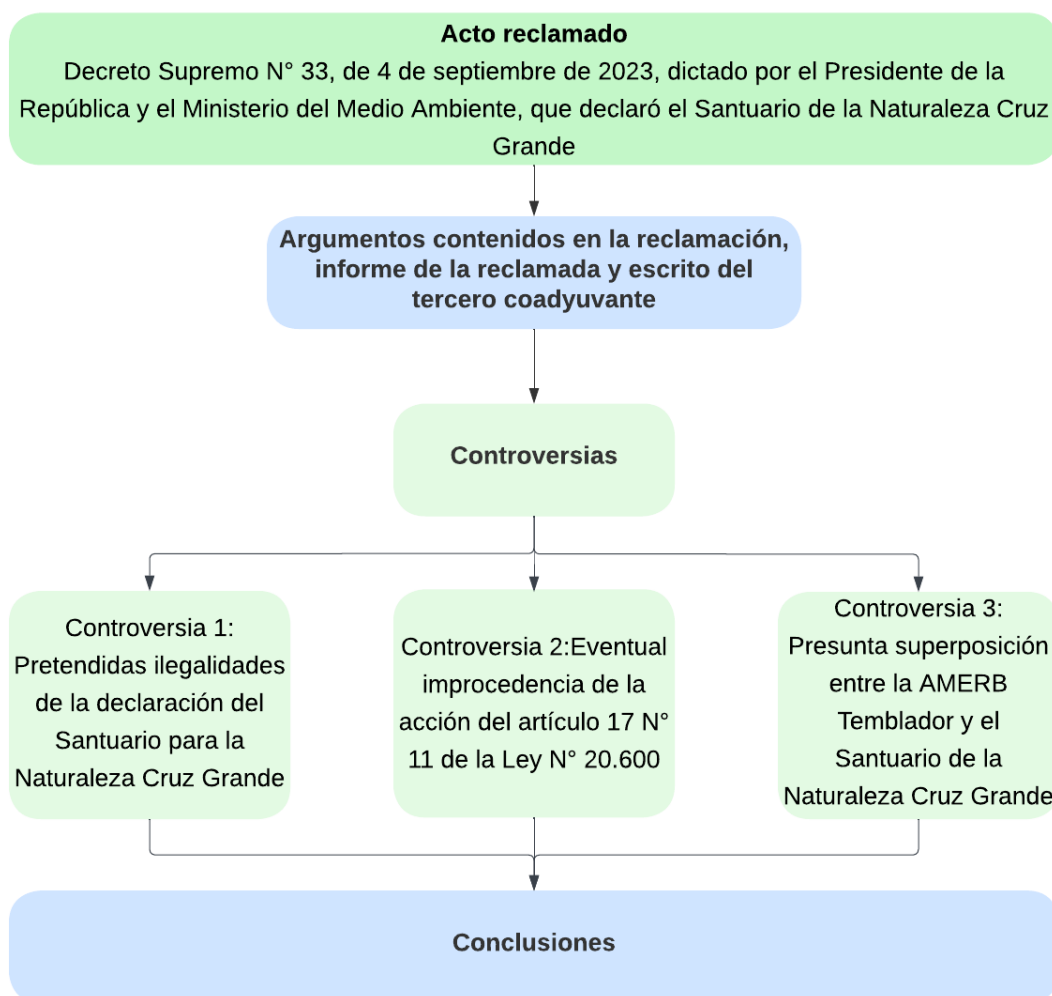 Acto reclamado
Decreto Supremo N° 33, de 4 de septiembre de 2023, dictado por el Presidente de la
República y el Ministerio del Medio Ambiente, que declaró el Santuario de la Naturaleza Cruz
Grande
Argumentos contenidos en la reclamación,
informe de la reclamada y escrito del
tercero coadyuvante
Controversias
Controversia 1:
Pretendidas ilegalidades
de la declaración del
Santuario para la
Naturaleza Cruz Grande
Controversia 2:Eventual
improcedencia de la
acción del artículo 17 N°
11 de la Ley N° 20.600
Controversia 3:
Presunta superposición
entre la AMERB
Temblador y el
Santuario de la
Naturaleza Cruz Grande
Conclusiones